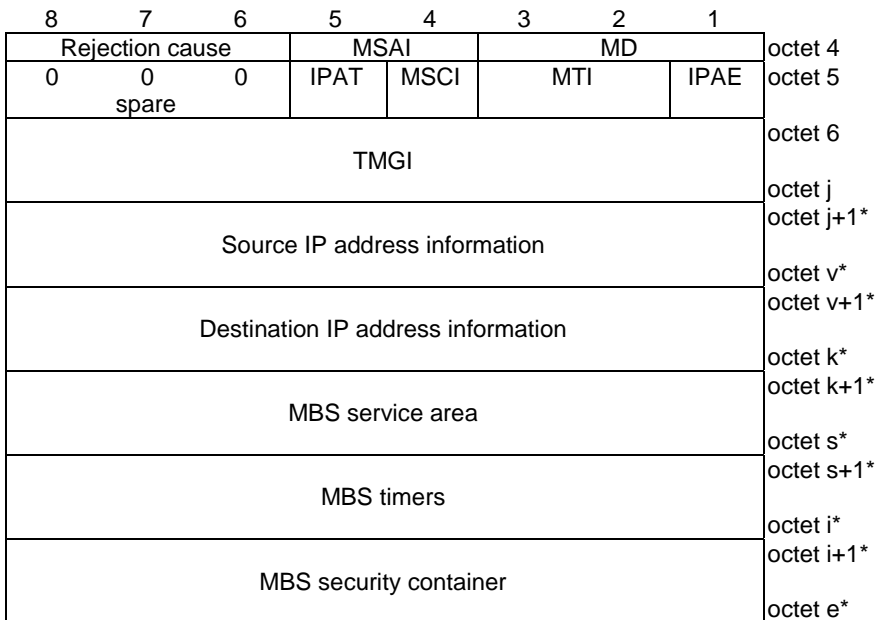 8 7 6 5 4 3 2 1
Rejection cause MSAI MD octet 4
0 0 0 IPAT MSCI MTI IPAE octet 5
spare
octet 6
TMGI
octet j
octet j+1*
Source IP address information
octet v*
octet v+1*
Destination IP address information
octet k*
octet k+1*
MBS service area
octet s*
octet s+1*
MBS timers
octet i*
octet i+1*
MBS security container
octet e*